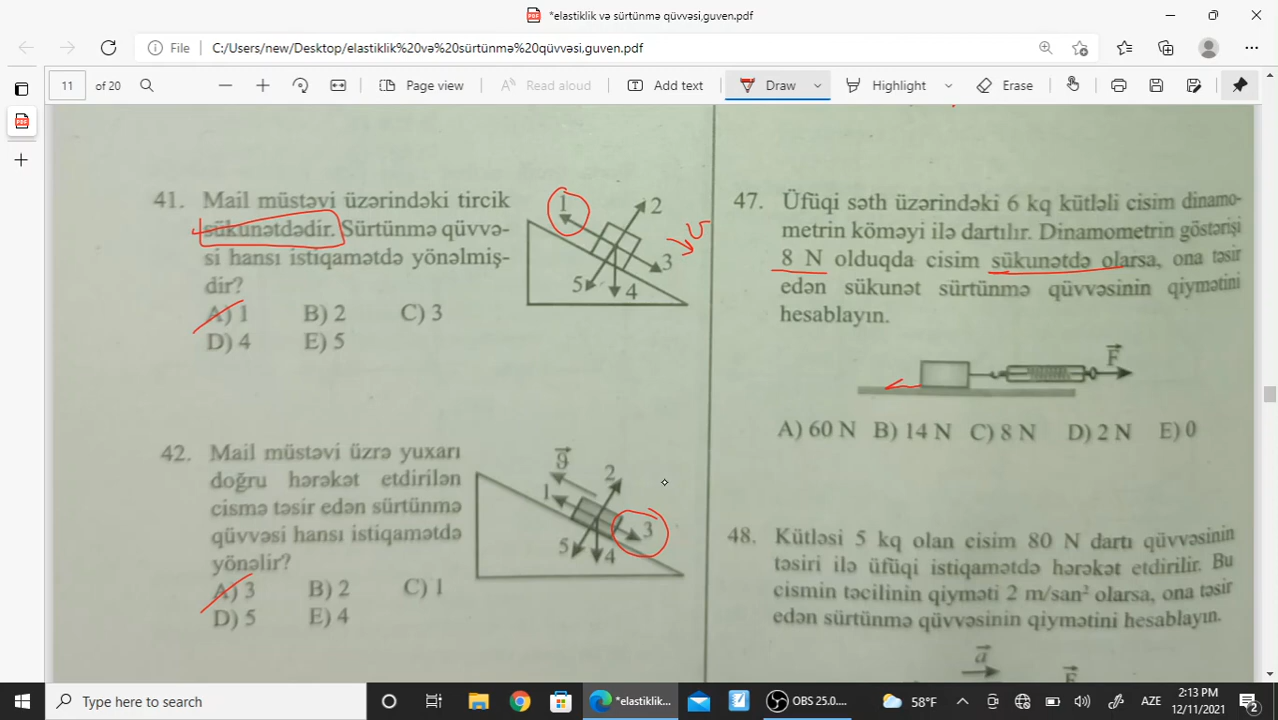 *elastiklik və sürtünmə qüvvəsi,guven.pdf
File
C:/Users/new/Desktop/elastiklik%20və%20sürtünmə%20qüvvəsi,guven.pdf
11 of 20
Page view
Read aloud
Add text
Draw
Highlight
Erase
41. Mail müstəvi üzərindəki tircik
sükunətdədir. Sürtünmə qüvvə-
si hansı istiqamətdə yönəlmiş-
dir?
A) 1 B) 2 C) 3
D) 4 E) 5
1
2
3
4
5
υ
42. Mail müstəvi üzrə yuxarı
doğru hərəkət etdirilən
cismə təsir edən sürtünmə
qüvvəsi hansı istiqamətdə
yönəlir?
A) 3 B) 2 C) 1
D) 5 E) 4
ϑ
1
2
3
4
5
47. Üfüqi səth üzərindəki 6 kq kütləli cisim dinamo-
metrin köməyi ilə dartılır. Dinamometrin göstərişi
8 N olduqda cisim sükunətdə olarsa, ona təsir
edən sükunət sürtünmə qüvvəsinin qiymətini
hesablayın.
F
A) 60 N B) 14 N C) 8 N D) 2 N E) 0
48. Kütləsi 5 kq olan cisim 80 N dartı qüvvəsinin
təsiri ilə üfüqi istiqamətdə hərəkət etdirilir. Bu
cismin təcilinin qiyməti 2 m/san² olarsa, ona təsir
edən sürtünmə qüvvəsinin qiymətini hesablayın.
a
F
Type here to search
*elastiklik...
OBS 25.0....
58°F
AZE
2:13 PM
12/11/2021
2